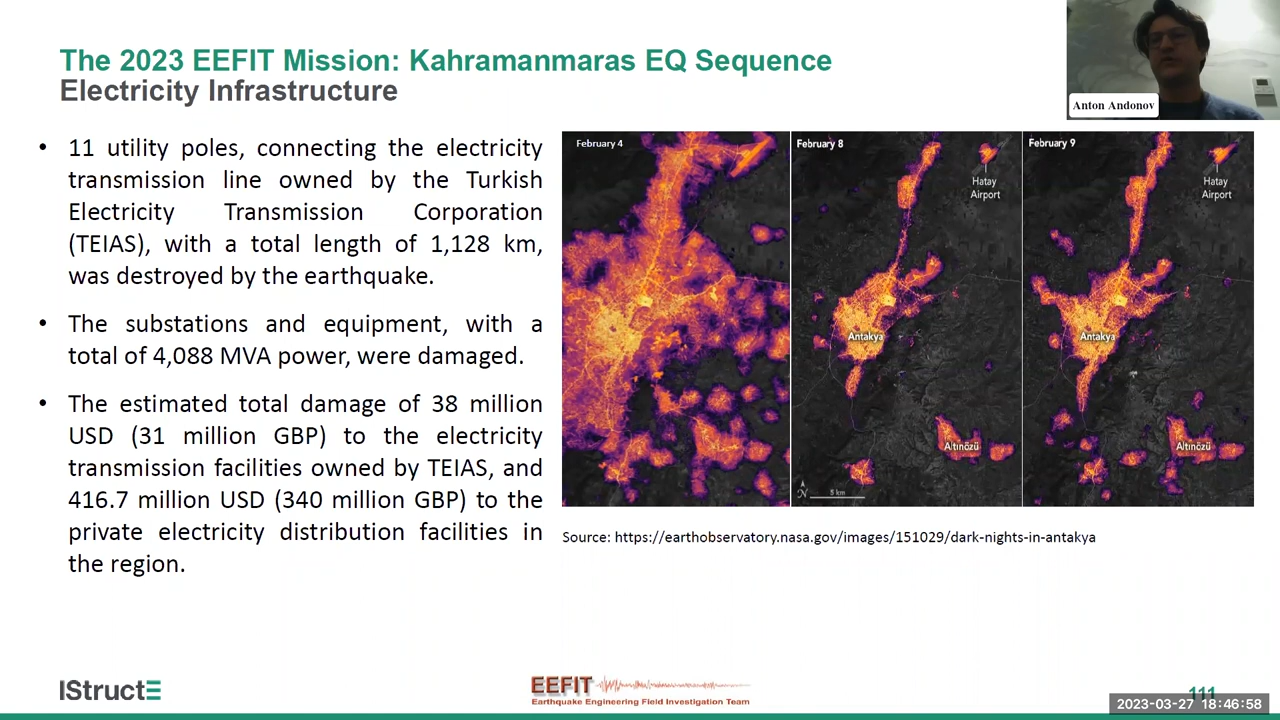 The 2023 EEFIT Mission: Kahramanmaras EQ Sequence
Electricity Infrastructure
Anton Andonov
• 11 utility poles, connecting the electricity
transmission line owned by the Turkish
Electricity Transmission Corporation
(TEIAS), with a total length of 1,128 km,
was destroyed by the earthquake.
• The substations and equipment, with a
total of 4,088 MVA power, were damaged.
• The estimated total damage of 38 million
USD (31 million GBP) to the electricity
transmission facilities owned by TEIAS, and
416.7 million USD (340 million GBP) to the
private electricity distribution facilities in
the region.
February 4
February 8
Hatay
Airport
Antakya
Altınözü
N
5 km
February 9
Hatay
Airport
Antakya
Altınözü
Source: https://earthobservatory.nasa.gov/images/151029/dark-nights-in-antakya
IStructE
EEFIT
Earthquake Engineering Field Investigation Team
111
2023-03-27 18:46:58